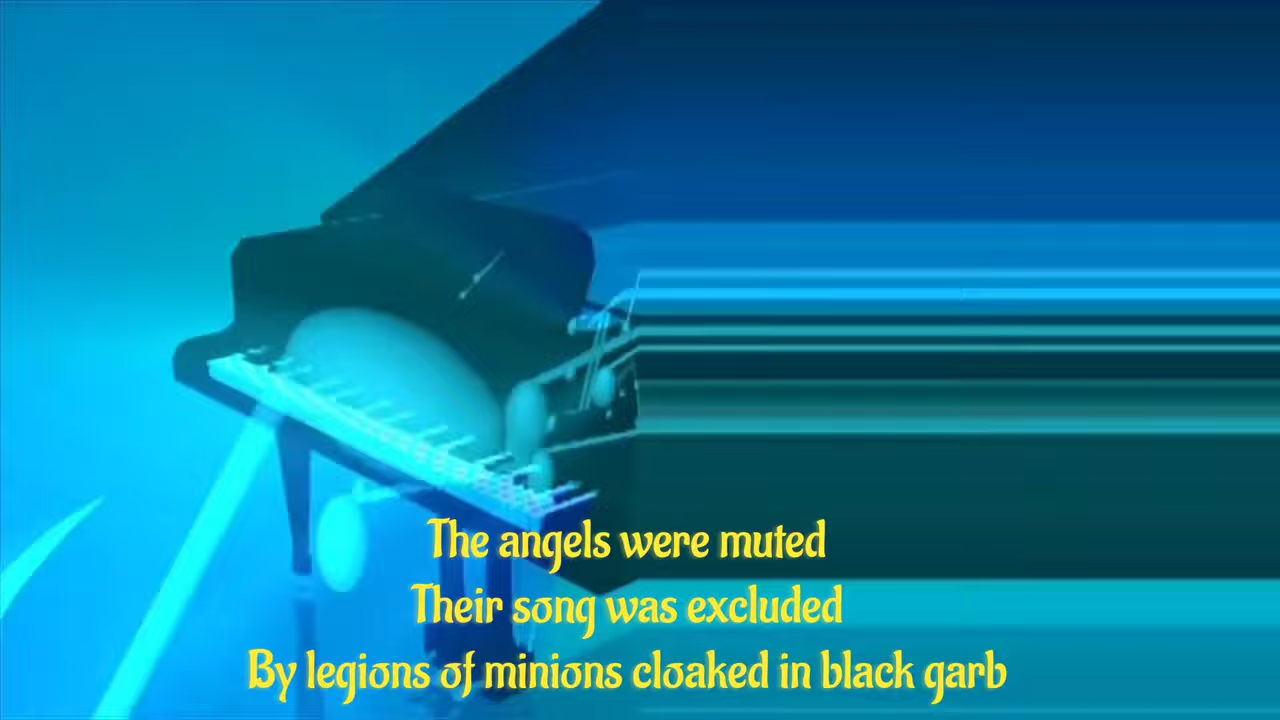 The angels were muted
Their song was excluded
By legions of minions cloaked in black garb